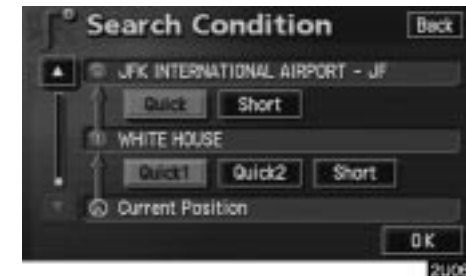 Search Condition Back
JFK INTERNATIONAL AIRPORT - JF
Quick Short
WHITE HOUSE
Quick1 Quick2 Short
Current Position
OK